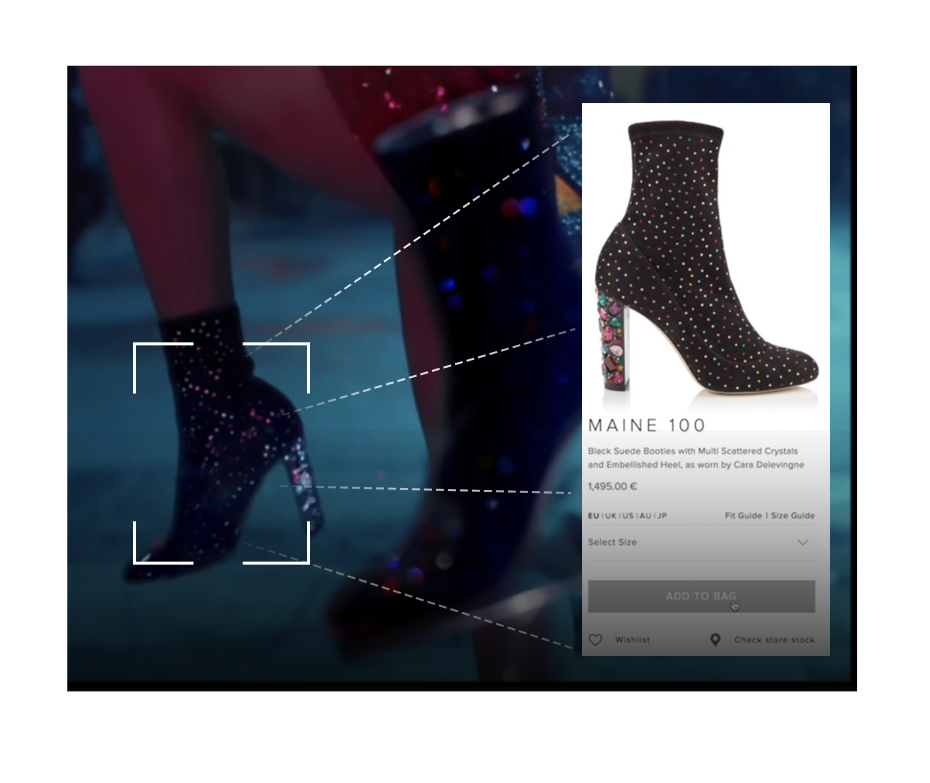 MAINE 100
Black Suede Booties with Multi Scattered Crystals
and Embellished Heel, as worn by Cara Delevingne
1,495.00 €
EU | UK | US | AU | JP Fit Guide | Size Guide
Select Size
ADD TO BAG
Wishlist Check store stock